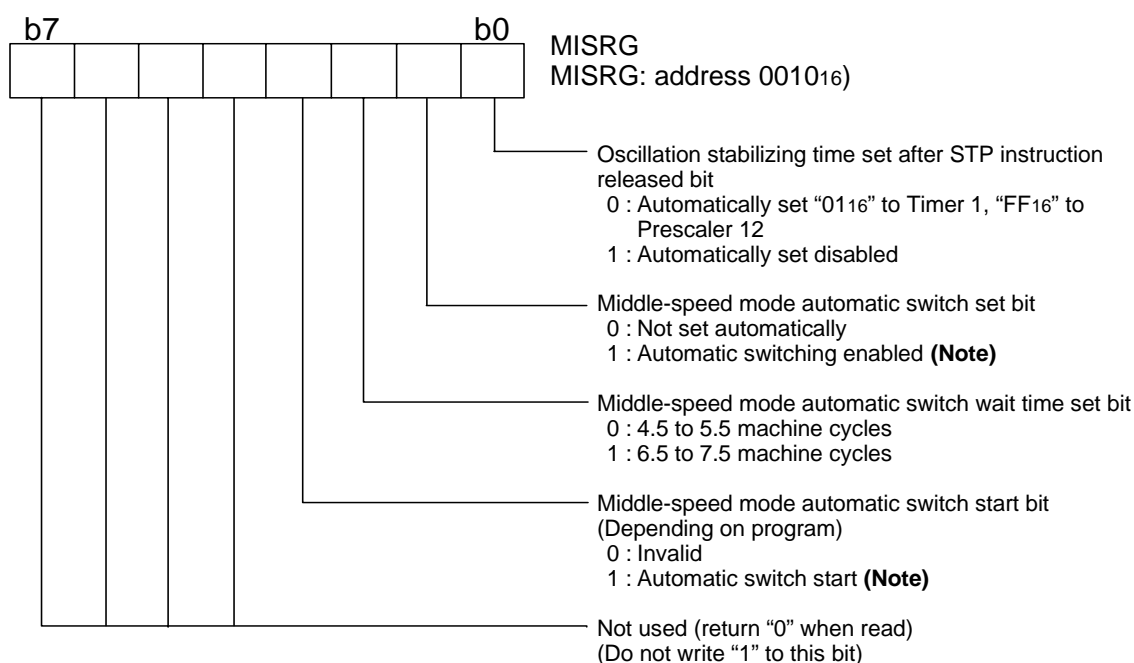 b7 b0
MISRG
MISRG: address 001016)
Oscillation stabilizing time set after STP instruction
released bit
0 : Automatically set “0116” to Timer 1, “FF16” to
Prescaler 12
1 : Automatically set disabled
Middle-speed mode automatic switch set bit
0 : Not set automatically
1 : Automatic switching enabled (Note)
Middle-speed mode automatic switch wait time set bit
0 : 4.5 to 5.5 machine cycles
1 : 6.5 to 7.5 machine cycles
Middle-speed mode automatic switch start bit
(Depending on program)
0 : Invalid
1 : Automatic switch start (Note)
Not used (return “0” when read)
(Do not write “1” to this bit)